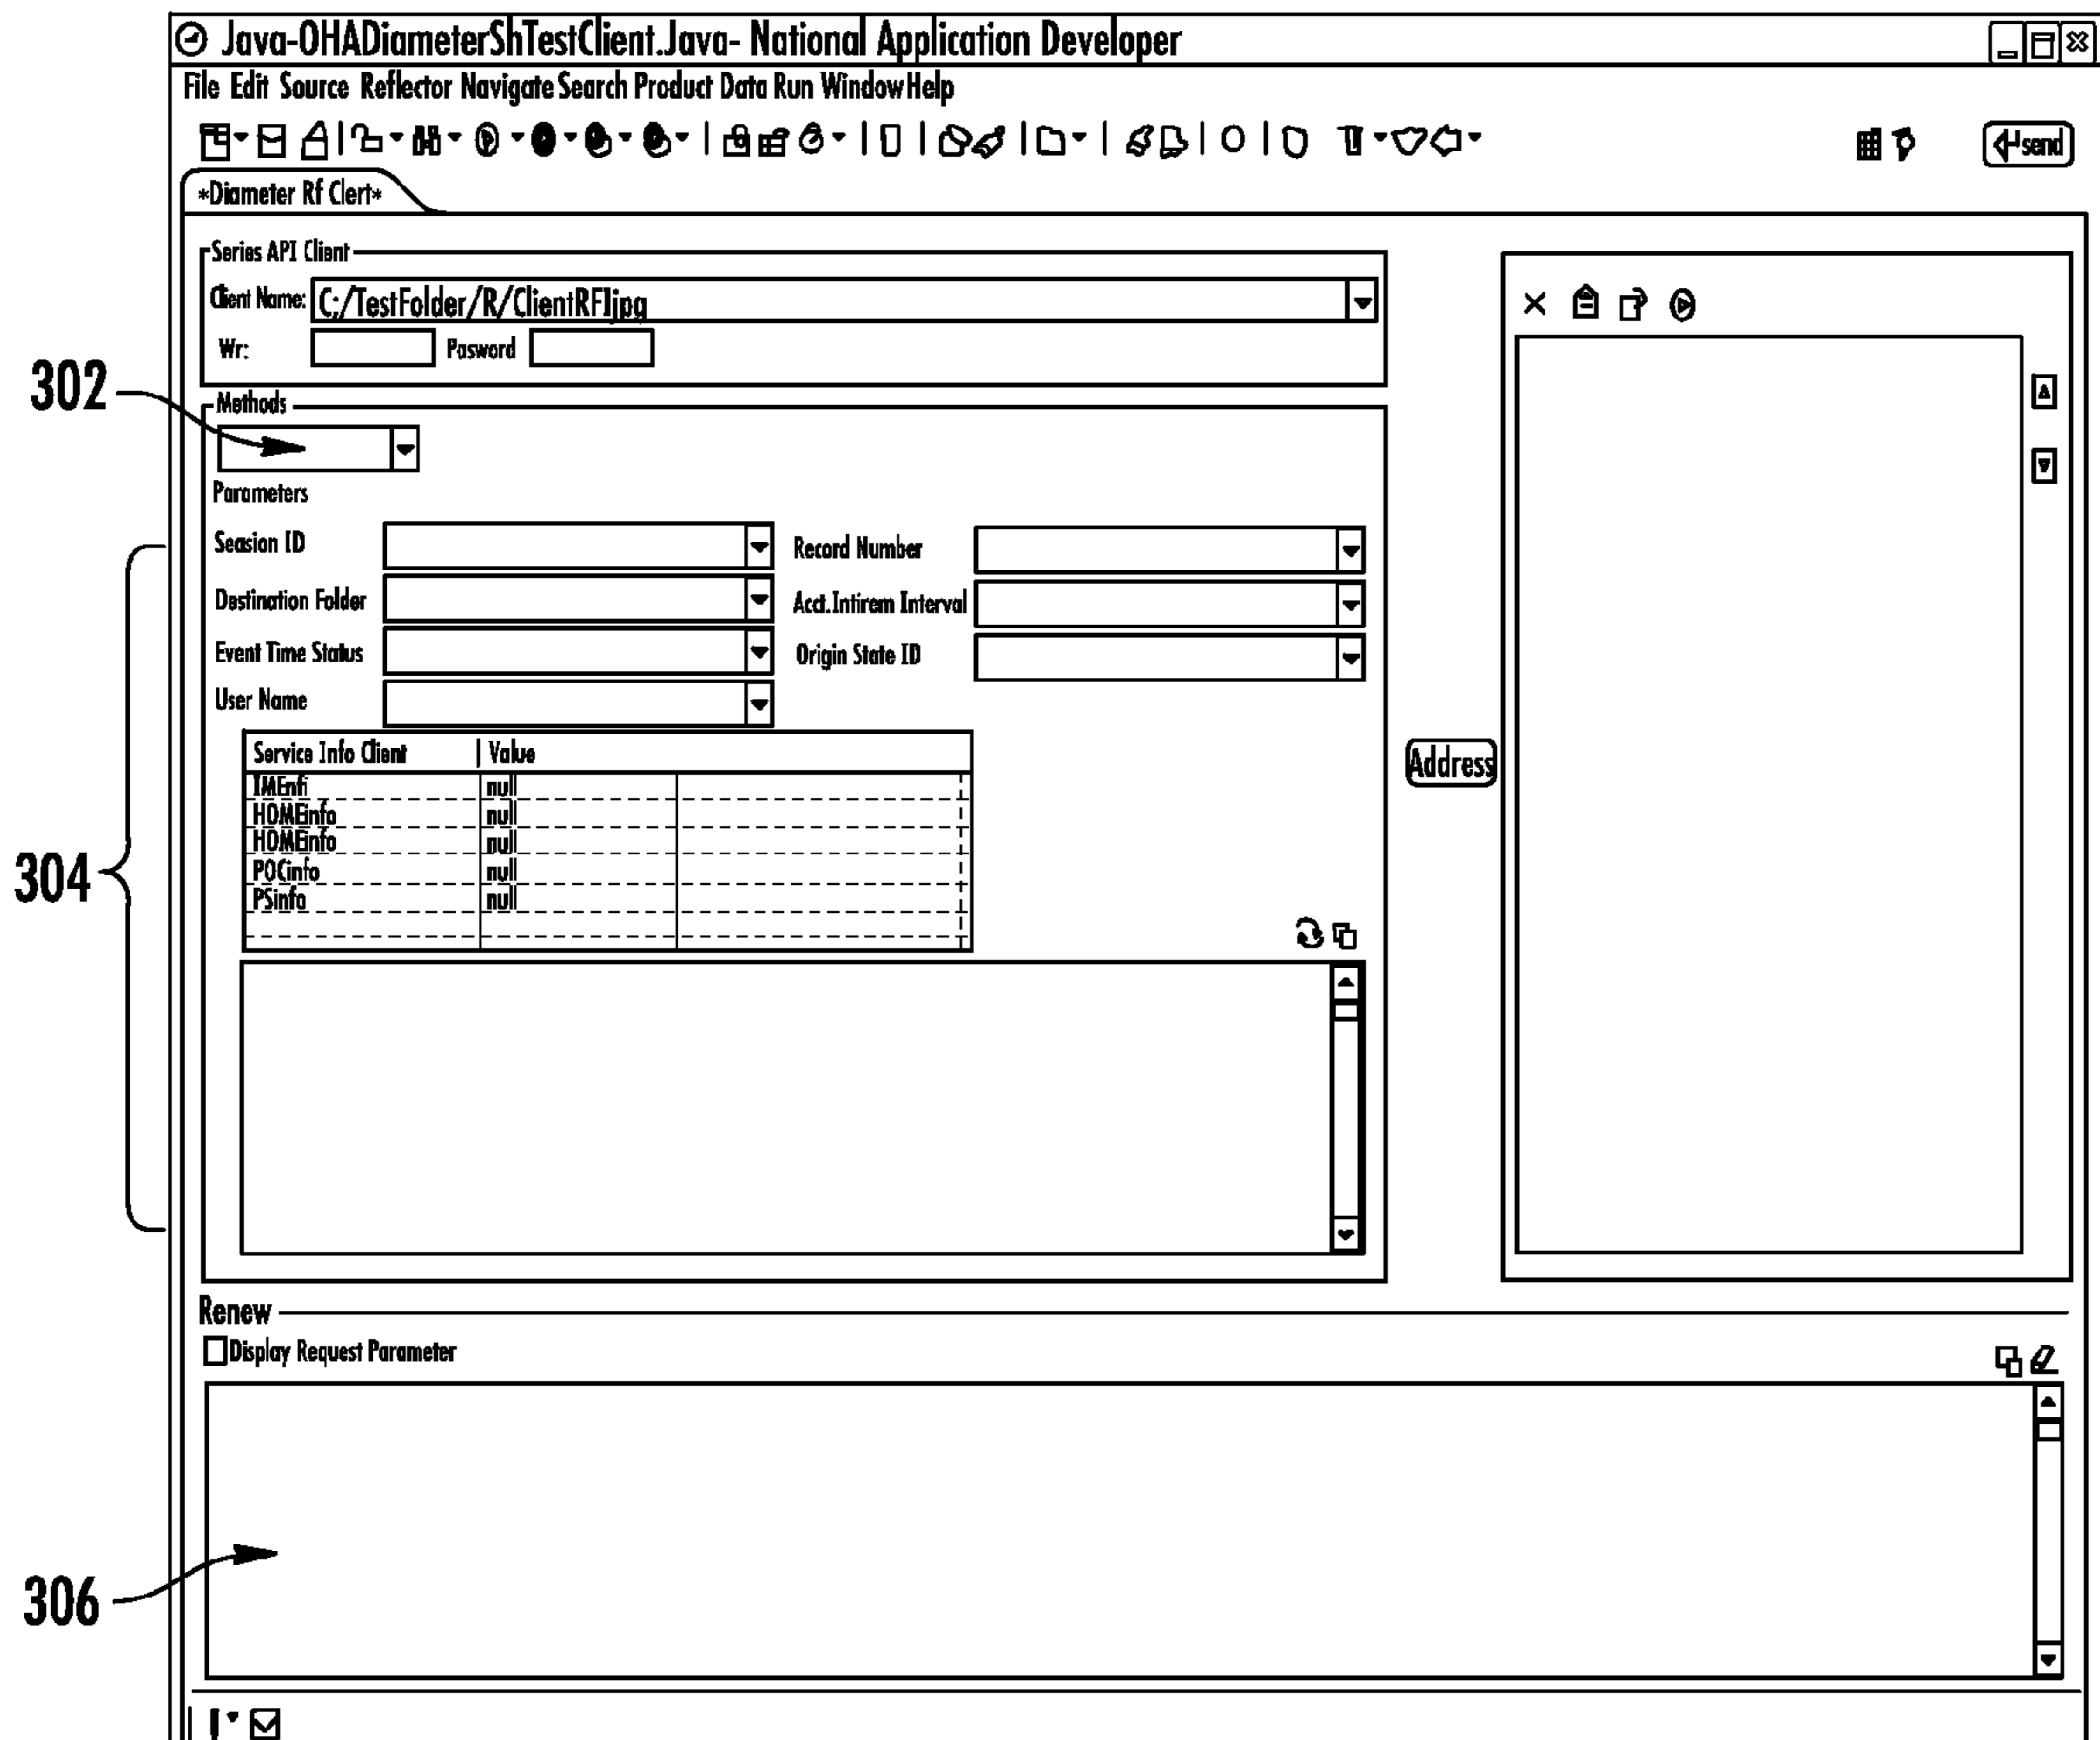 Java-OHADiameterShTestClient.Java- National Application Developer
File Edit Source Reflector Navigate Search Product Data Run Window Help
send
*Diameter Rf Clert*
Series API Client
Client Name: C;/TestFolder/R/ClientRFIjpg
Wr: Pasword
302
Methods
Parameters
Seasion ID
Record Number
Destination Folder
Acct.Intirem Interval
Event Time Status
Origin State ID
User Name
Service Info Client | Value
Address
IMEnfi null
HOMEinfo null
HOMEinfo null
POCinfo null
PSinfo null
304
Renew
Display Request Parameter
306